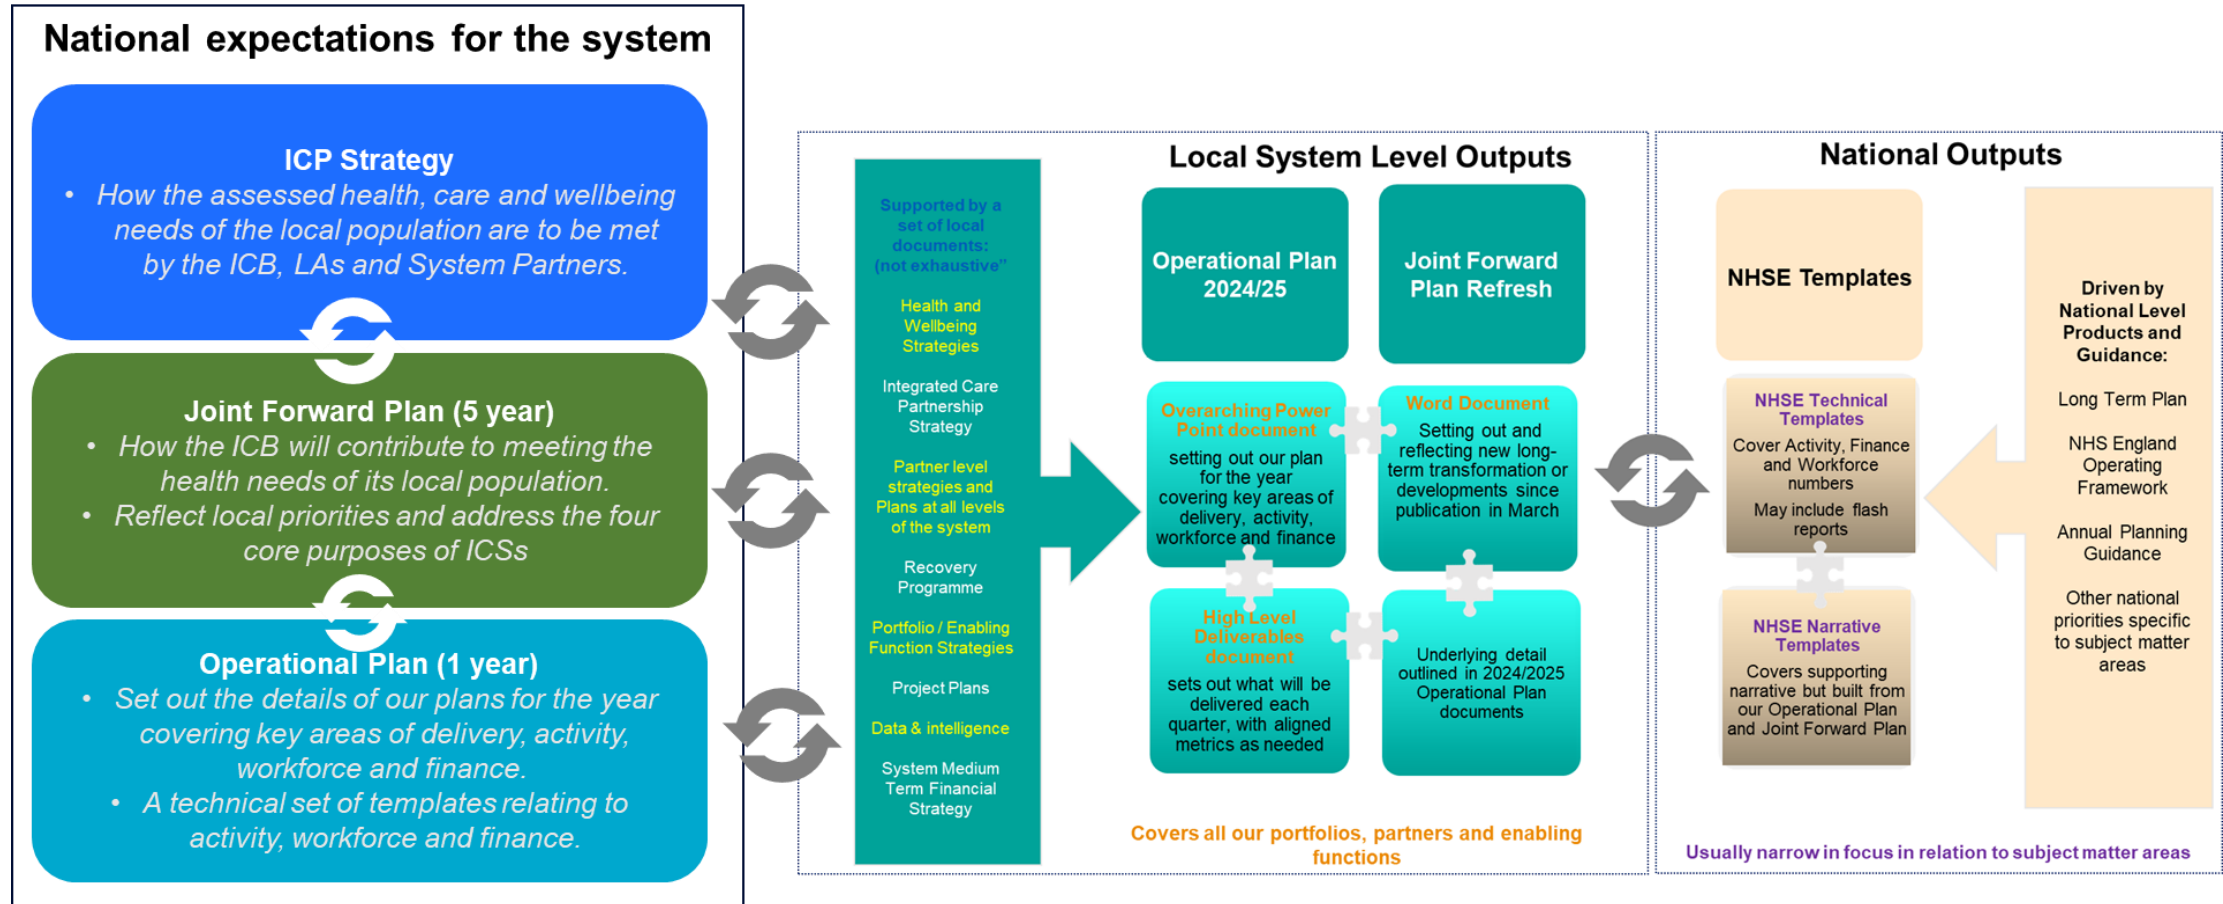 National expectations for the system
ICP Strategy
• How the assessed health, care and wellbeing
needs of the local population are to be met
by the ICB, LAs and System Partners.
Joint Forward Plan (5 year)
• How the ICB will contribute to meeting the
health needs of its local population.
• Reflect local priorities and address the four
core purposes of ICSs
Operational Plan (1 year)
• Set out the details of our plans for the year
covering key areas of delivery, activity,
workforce and finance.
• A technical set of templates relating to
activity, workforce and finance.
Supported by a
set of local
documents:
(not exhaustive"
Health and
Wellbeing
Strategies
Integrated Care
Partnership
Strategy
Partner level
strategies and
Plans at all levels
of the system
Recovery
Programme
Portfolio / Enabling
Function Strategies
Project Plans
Data & intelligence
System Medium
Term Financial
Strategy
Local System Level Outputs
Operational Plan
2024/25
Joint Forward
Plan Refresh
Overarching Power
Point document
setting out our plan
for the year
covering key areas of
delivery, activity,
workforce and finance
Word Document
Setting out and
reflecting new long-
term transformation or
developments since
publication in March
High Level
Deliverables
document
sets out what will be
delivered each
quarter, with aligned
metrics as needed
Underlying detail
outlined in 2024/2025
Operational Plan
documents
Covers all our portfolios, partners and enabling
functions
National Outputs
NHSE Templates
NHSE Technical
Templates
Cover Activity, Finance
and Workforce
numbers
May include flash
reports
NHSE Narrative
Templates
Covers supporting
narrative but built from
our Operational Plan
and Joint Forward Plan
Driven by
National Level
Products and
Guidance:
Long Term Plan
NHS England
Operating
Framework
Annual Planning
Guidance
Other national
priorities specific
to subject matter
areas
Usually narrow in focus in relation to subject matter areas